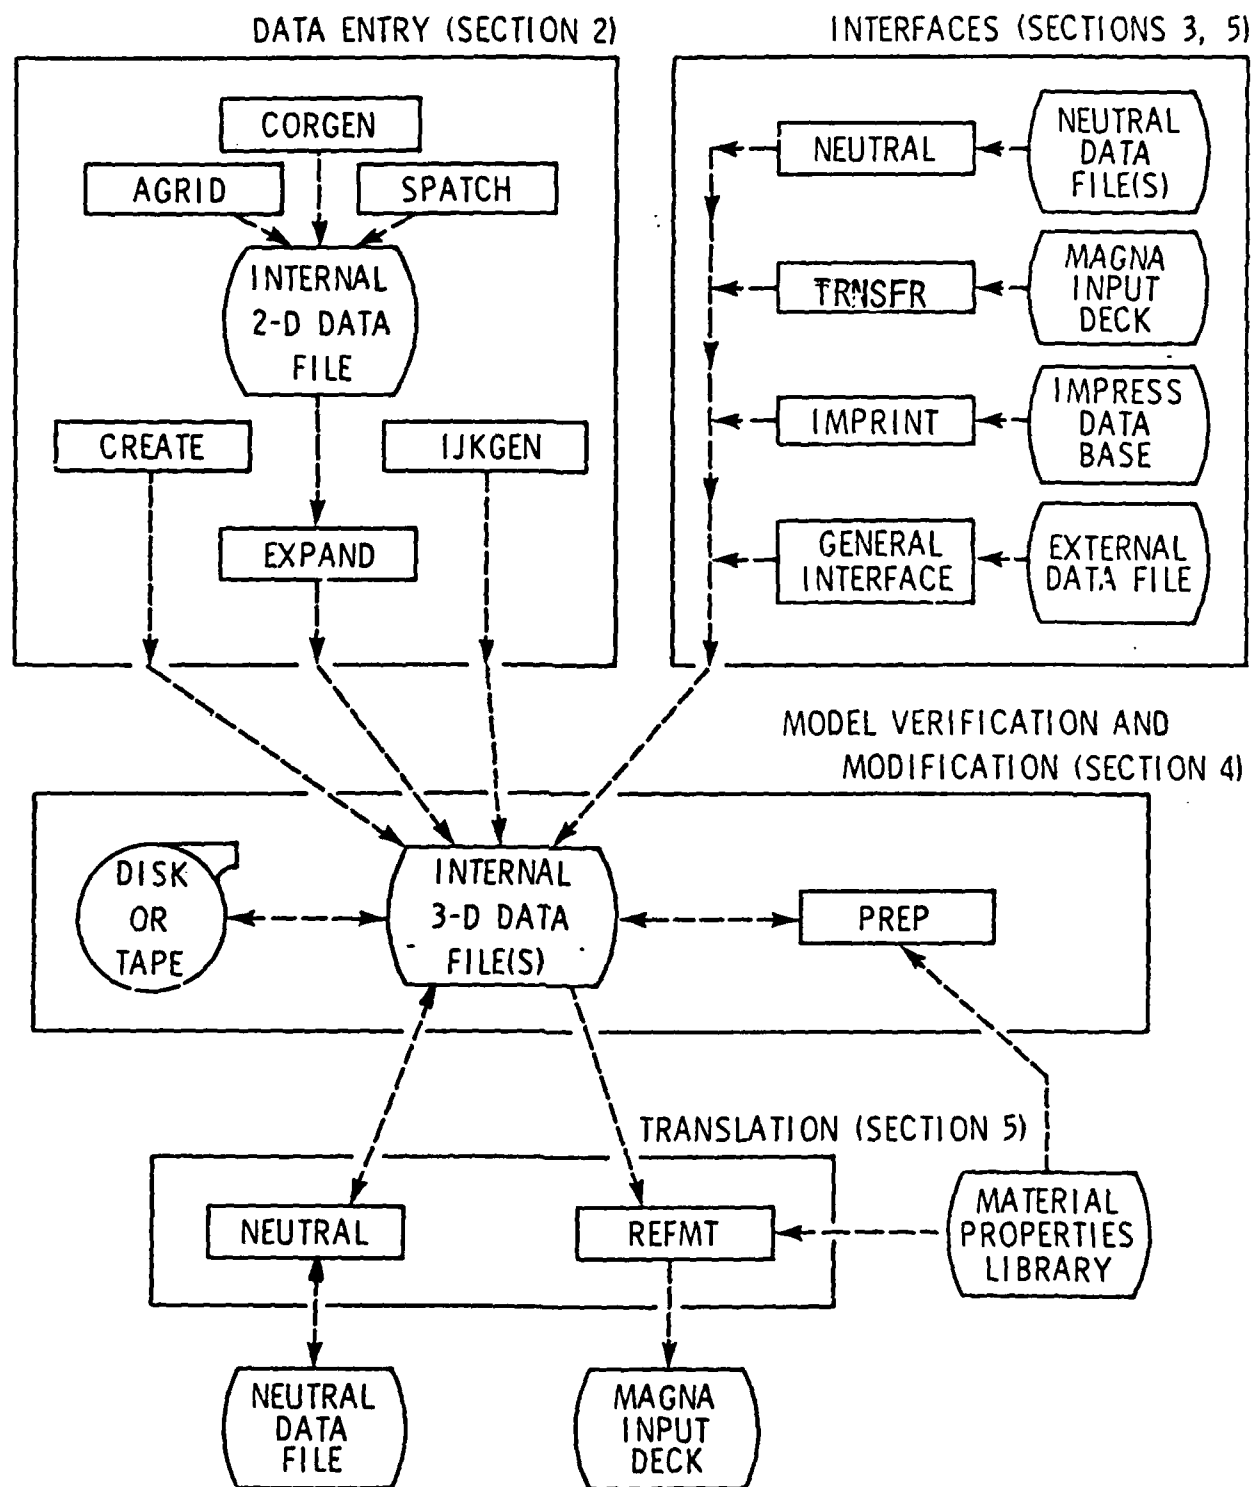 DATA ENTRY (SECTION 2)
CORGEN
AGRID
SPATCH
INTERNAL
2-D DATA
FILE
CREATE
IJKGEN
EXPAND
INTERFACES (SECTIONS 3, 5)
NEUTRAL
NEUTRAL
DATA
FILE(S)
TRNSFR
MAGNA
INPUT
DECK
IMPRINT
IMPRESS
DATA
BASE
GENERAL
INTERFACE
EXTERNAL
DATA FILE
MODEL VERIFICATION AND
MODIFICATION (SECTION 4)
DISK
OR
TAPE
INTERNAL
3-D DATA
FILE(S)
PREP
TRANSLATION (SECTION 5)
NEUTRAL
REFMT
MATERIAL
PROPERTIES
LIBRARY
NEUTRAL
DATA
FILE
MAGNA
INPUT
DECK